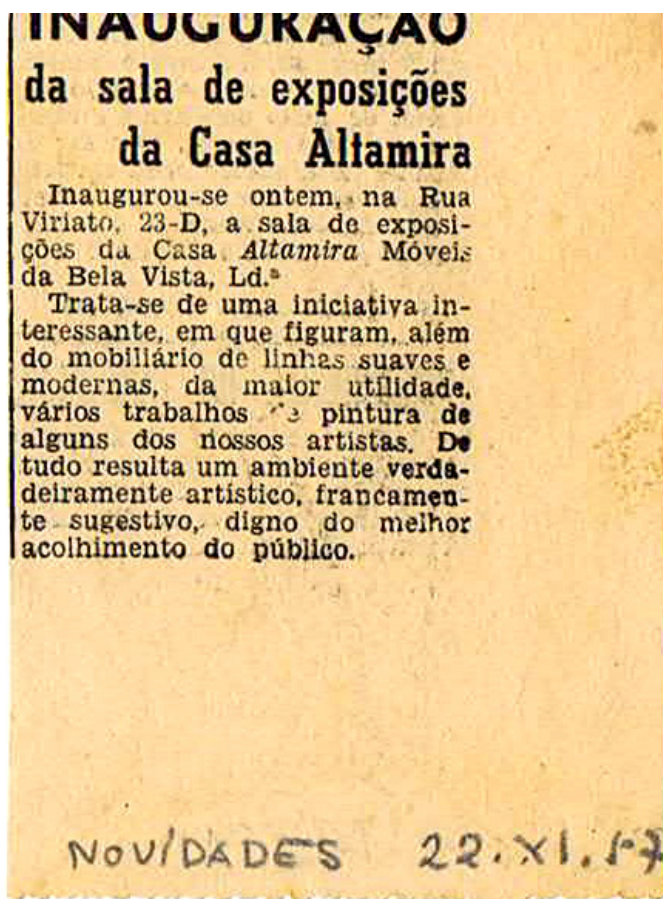 INAUGURAÇÃO
da sala de exposições
da Casa Altamira
Inaugurou-se ontem, na Rua
Viriato, 23-D, a sala de exposi-
ções da Casa Altamira Móveis
da Bela Vista, Ld.ª
Trata-se de uma iniciativa in-
teressante, em que figuram, além
do mobiliário de linhas suaves e
modernas, da maior utilidade,
vários trabalhos de pintura de
alguns dos nossos artistas. De
tudo resulta um ambiente verda-
deiramente artístico, francamen-
te sugestivo, digno do melhor
acolhimento do público.
NOVIDADES 22.XI.57